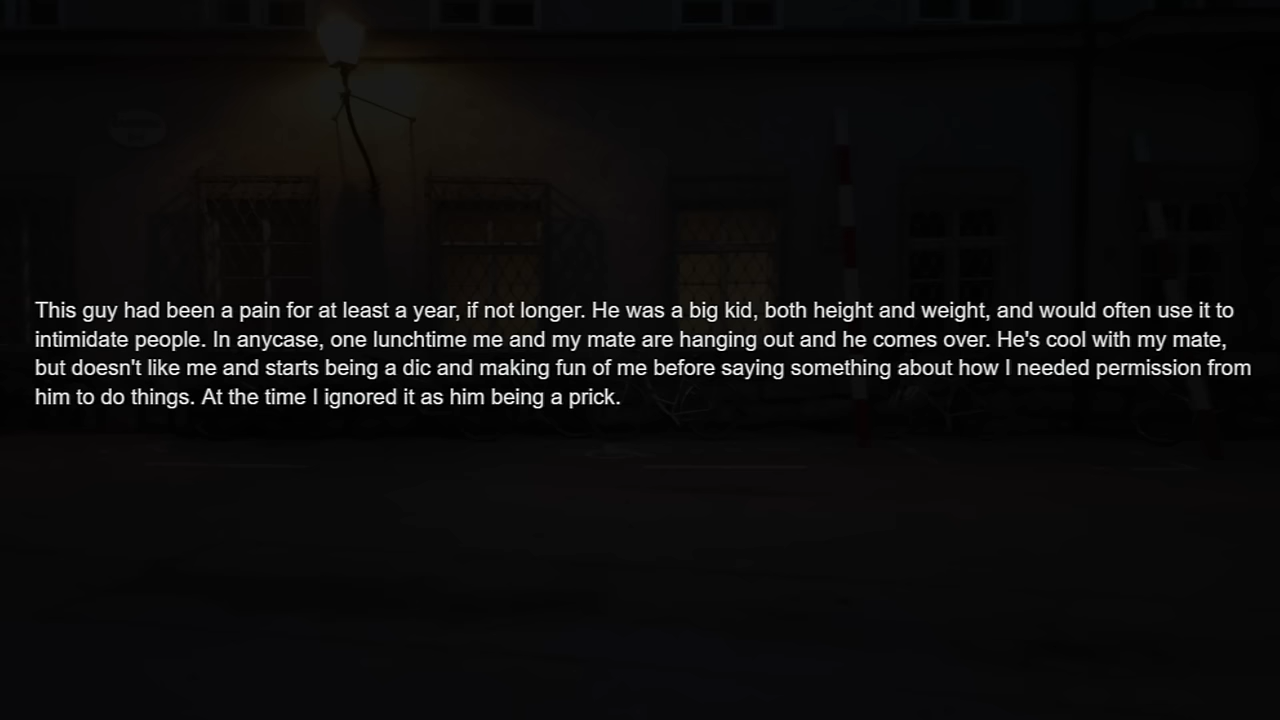 This guy had been a pain for at least a year, if not longer. He was a big kid, both height and weight, and would often use it to
intimidate people. In anycase, one lunchtime me and my mate are hanging out and he comes over. He's cool with my mate,
but doesn't like me and starts being a dic and making fun of me before saying something about how I needed permission from
him to do things. At the time I ignored it as him being a prick.